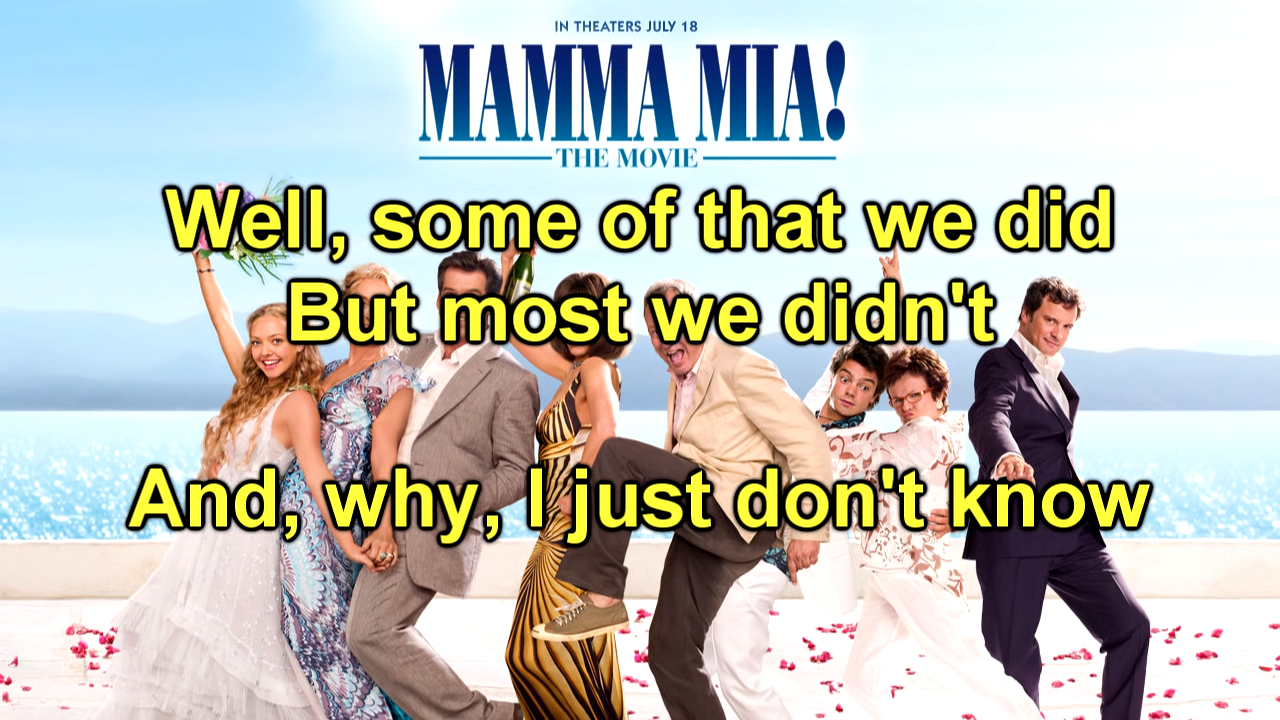 IN THEATERS JULY 18
MAMMA MIA!
THE MOVIE
Well, some of that we did
But most we didn't
And, why, I just don't know